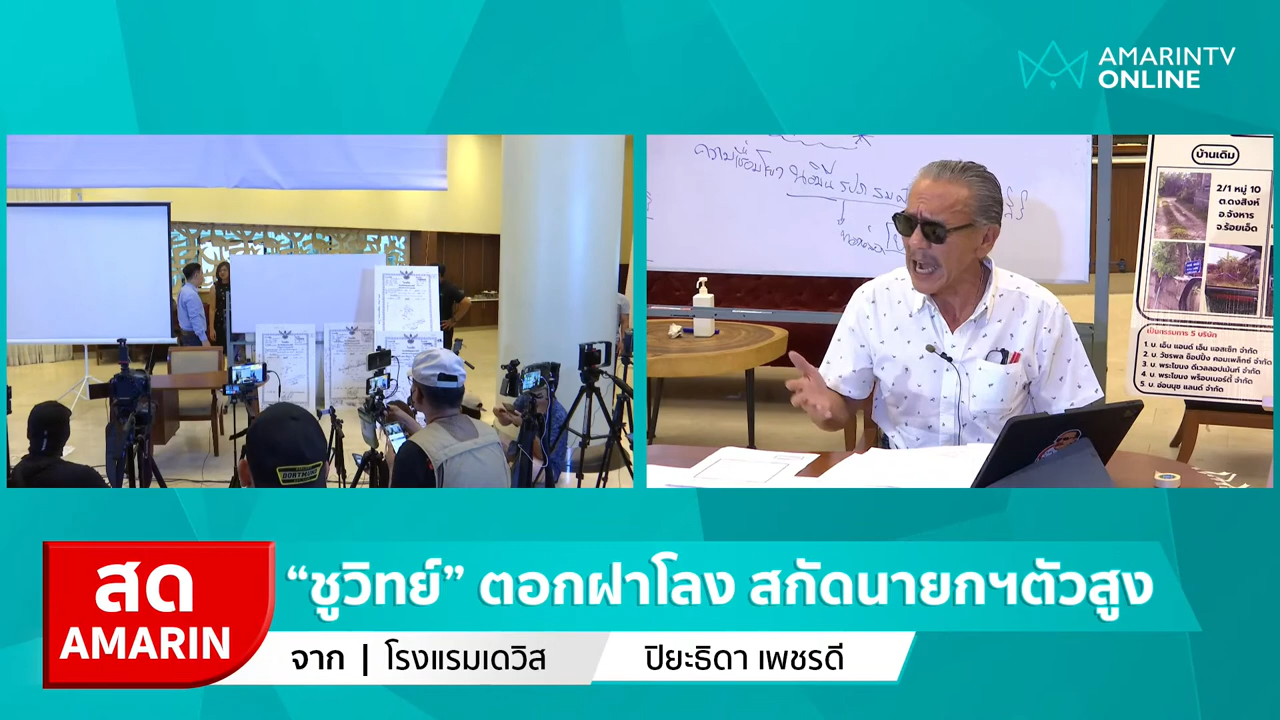 AMARINTV
ONLINE
บ้านเดิม
2/1 หมู่ 10
ต.ดงสิงห์
อ.จังหาร
จ.ร้อยเอ็ด
เป็นกรรมการ 5 บริษัท
1. บ. เอ็น แอนด์ เอ็น แอสเซ็ท จำกัด
2. บ. วัชรพล ช็อปปิ้ง คอมเพล็กซ์ จำกัด
3. บ. พระโขนง ดีเวลลอปเม้นท์ จำกัด
4. บ. พระโขนง พร็อพเพอร์ตี้ จำกัด
5. บ. อ่อนนุช แลนด์ จำกัด
DORTMUND
สด
AMARIN
“ชูวิทย์” ตอกฝาโลง สกัดนายกฯตัวสูง
จาก | โรงแรมเดวิส
ปิยะธิดา เพชรดี